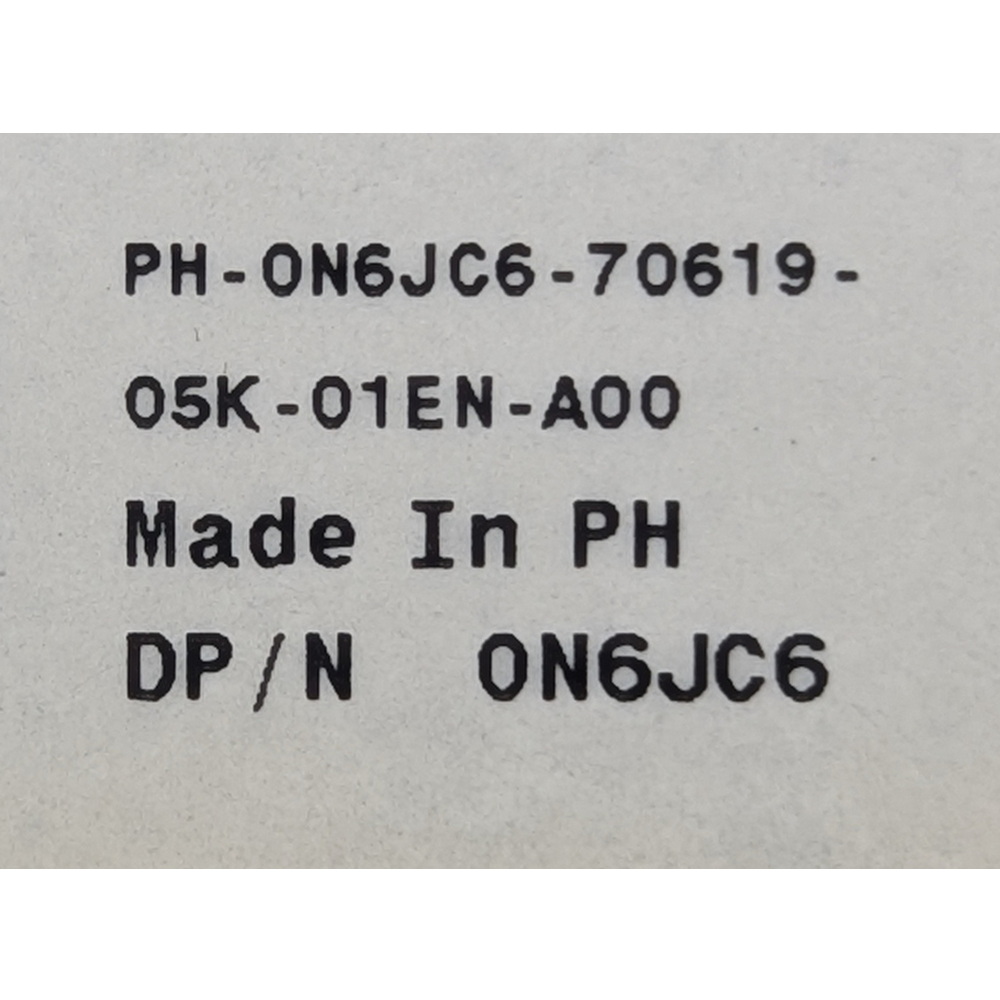 PH-0N6JC6-70619-
05K-01EN-A00
Made In PH
DP/N 0N6JC6